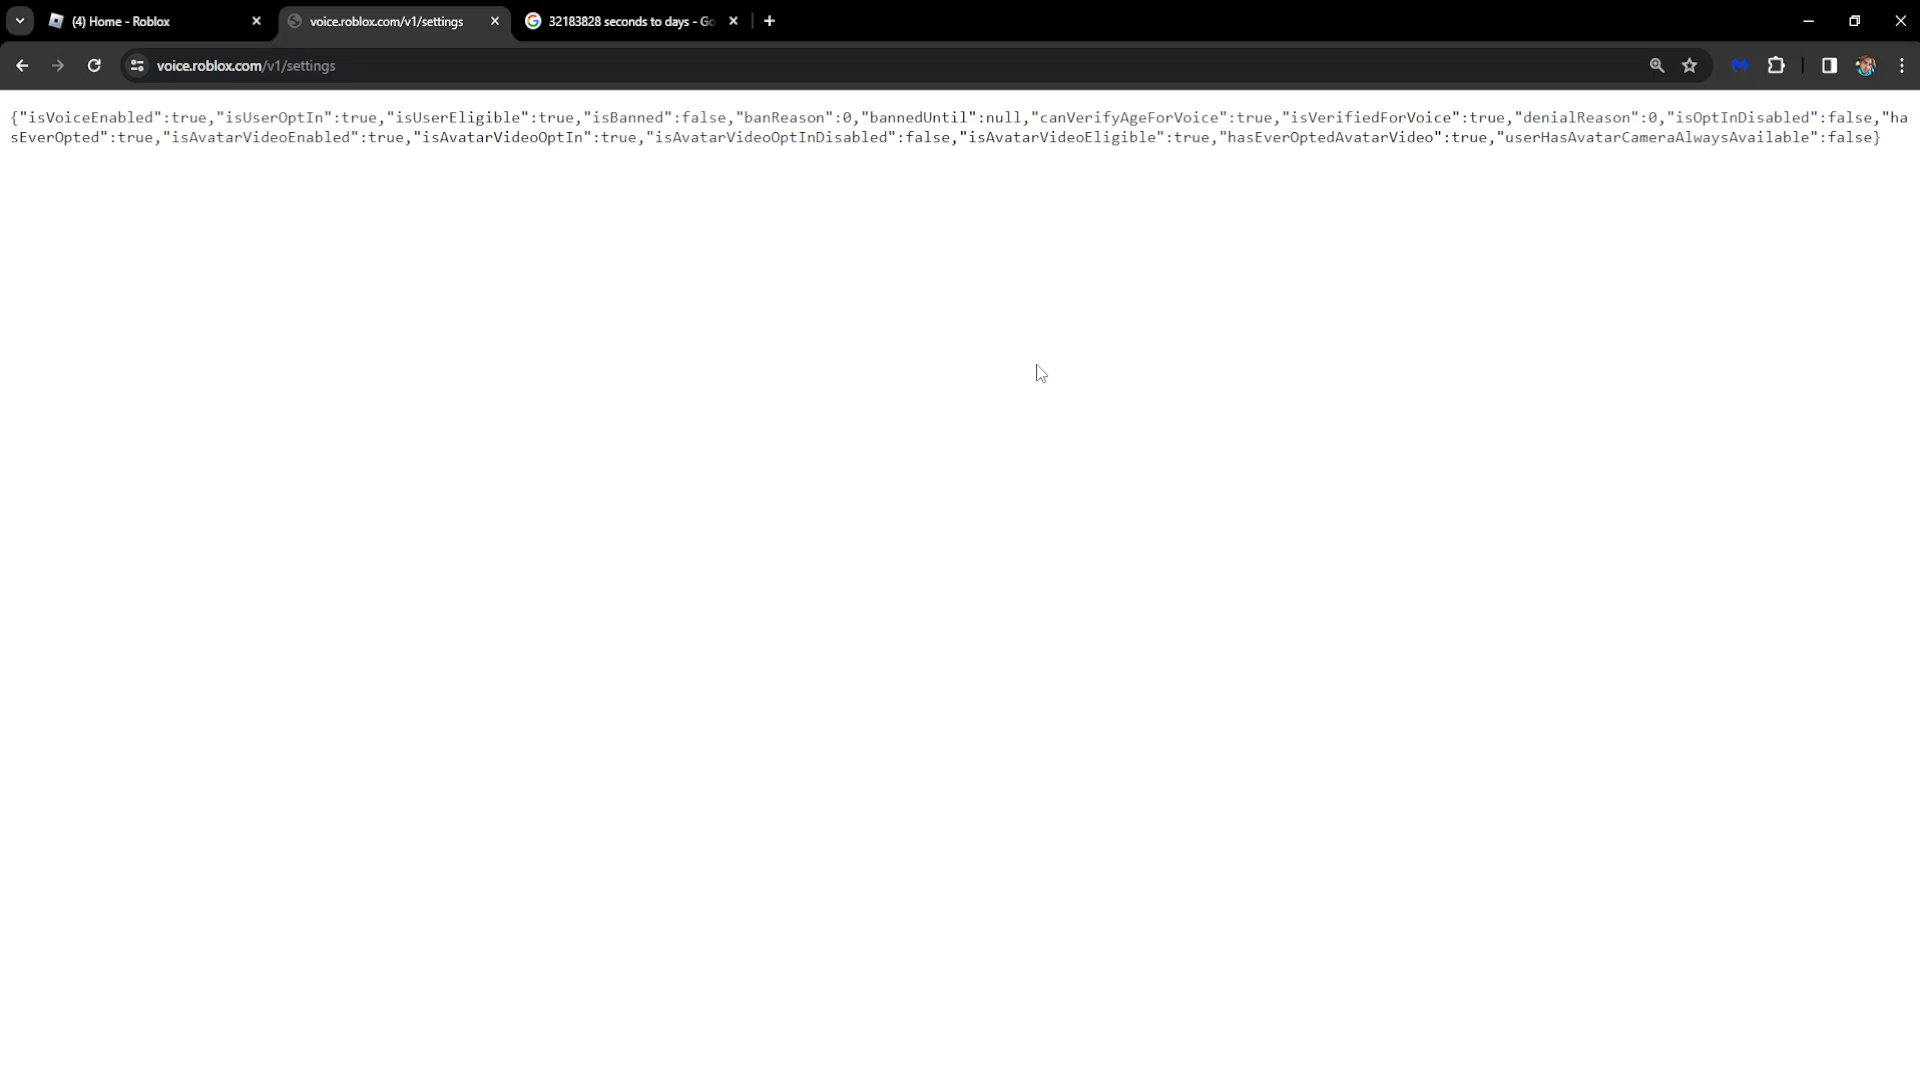 (4) Home - Roblox
voice.roblox.com/v1/settings
32183828 seconds to days - Go
voice.roblox.com/v1/settings
{"isVoiceEnabled":true,"isUserOptIn":true,"isUserEligible":true,"isBanned":false,"banReason":0,"bannedUntil":null,"canVerifyAgeForVoice":true,"isVerifiedForVoice":true,"denialReason":0,"isOptInDisabled":false,"ha
sEverOpted":true,"isAvatarVideoEnabled":true,"isAvatarVideoOptIn":true,"isAvatarVideoOptInDisabled":false,"isAvatarVideoEligible":true,"hasEverOptedAvatarVideo":true,"userHasAvatarCameraAlwaysAvailable":false}